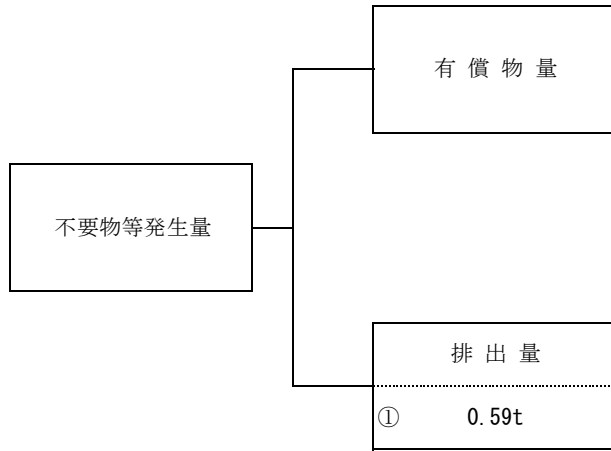 有 償 物 量
不要物等発生量
排 出 量
① 0.59t